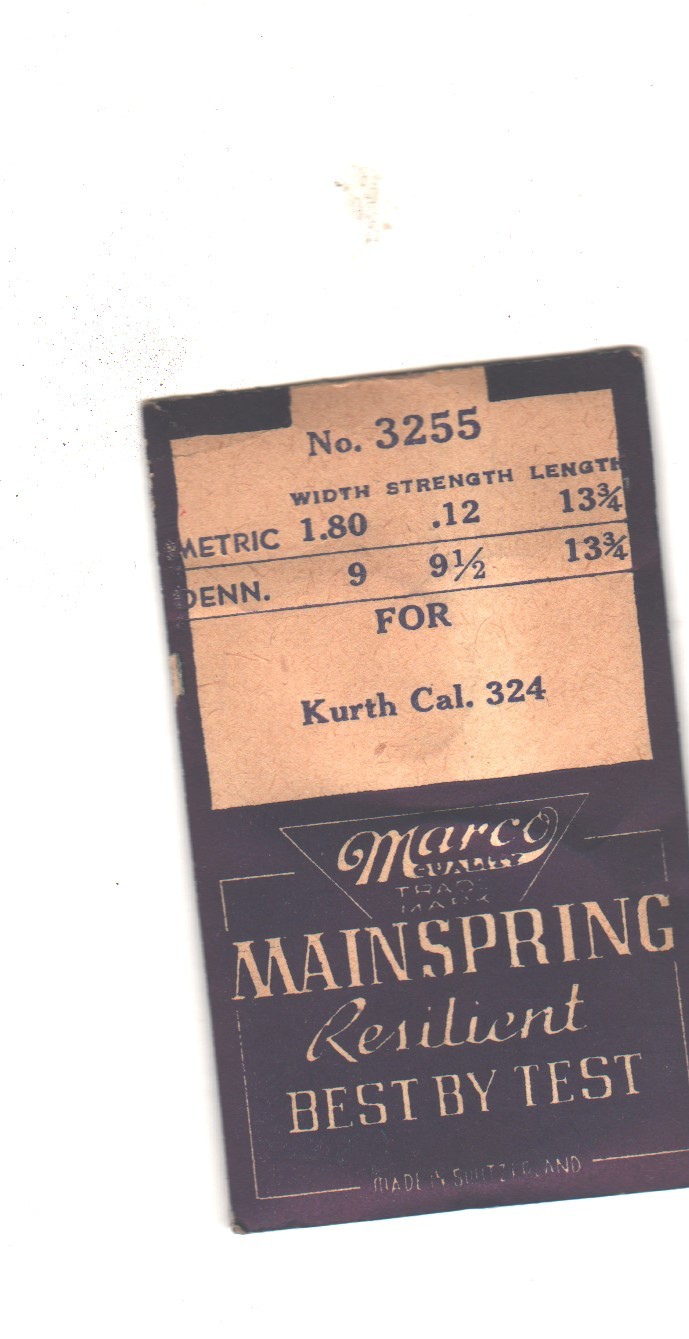 No. 3255
WIDTH STRENGTH LENGTH
METRIC 1.80 .12 13¾
DENN. 9 9½ 13¾
FOR
Kurth Cal. 324
Marco
QUALITY
TRADE
MARK
MAINSPRING
Resilient
BEST BY TEST
MADE IN SWITZERLAND